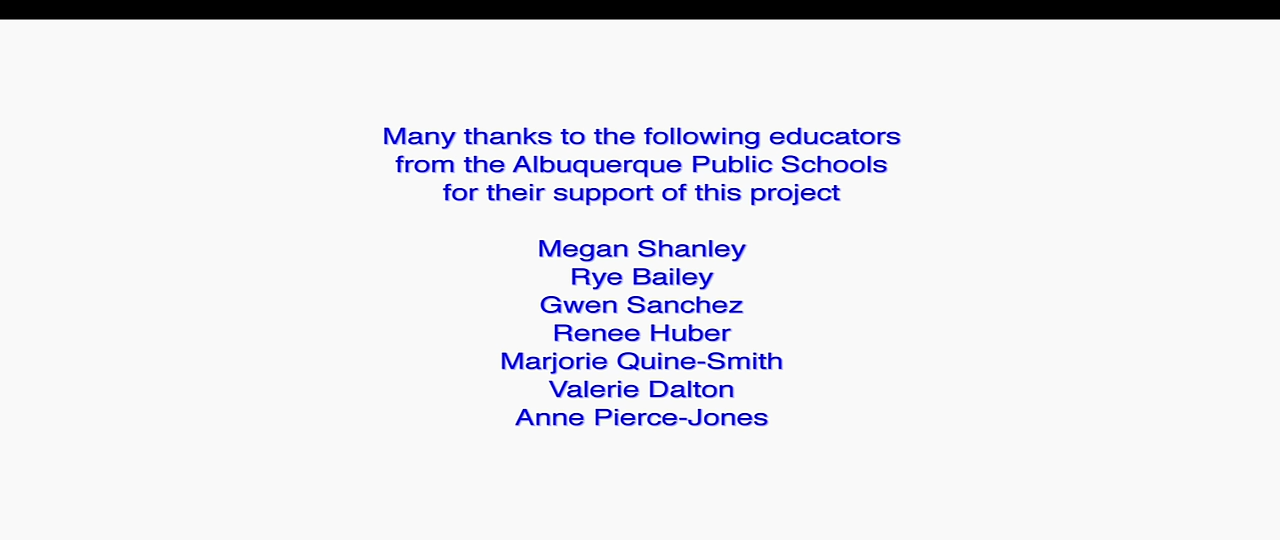 Many thanks to the following educators
from the Albuquerque Public Schools
for their support of this project
Megan Shanley
Rye Bailey
Gwen Sanchez
Renee Huber
Marjorie Quine-Smith
Valerie Dalton
Anne Pierce-Jones